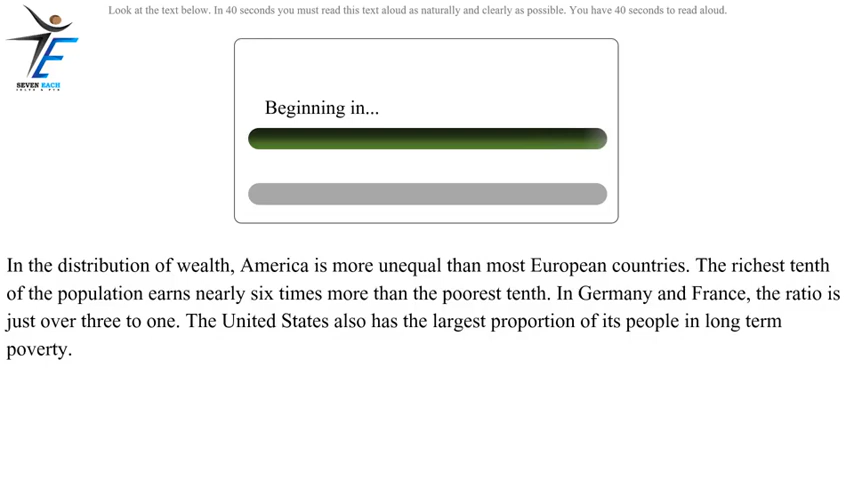 Look at the text below. In 40 seconds you must read this text aloud as naturally and clearly as possible. You have 40 seconds to read aloud.
SEVEN EACH
Beginning in...
In the distribution of wealth, America is more unequal than most European countries. The richest tenth
of the population earns nearly six times more than the poorest tenth. In Germany and France, the ratio is
just over three to one. The United States also has the largest proportion of its people in long term
poverty.